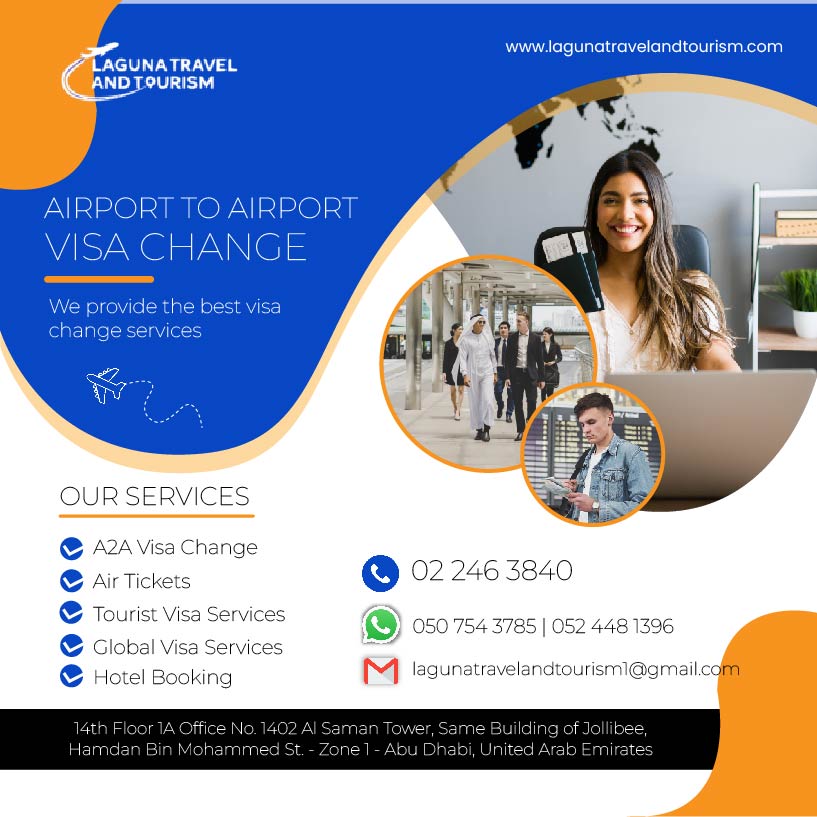 LAGUNA TRAVEL
AND TOURISM
www.lagunatravelandtourism.com
AIRPORT TO AIRPORT
VISA CHANGE
We provide the best visa
change services
OUR SERVICES
A2A Visa Change
Air Tickets
Tourist Visa Services
Global Visa Services
Hotel Booking
02 246 3840
050 754 3785 | 052 448 1396
lagunatravelandtourism1@gmail.com
14th Floor 1A Office No. 1402 Al Saman Tower, Same Building of Jollibee,
Hamdan Bin Mohammed St. - Zone 1 - Abu Dhabi, United Arab Emirates